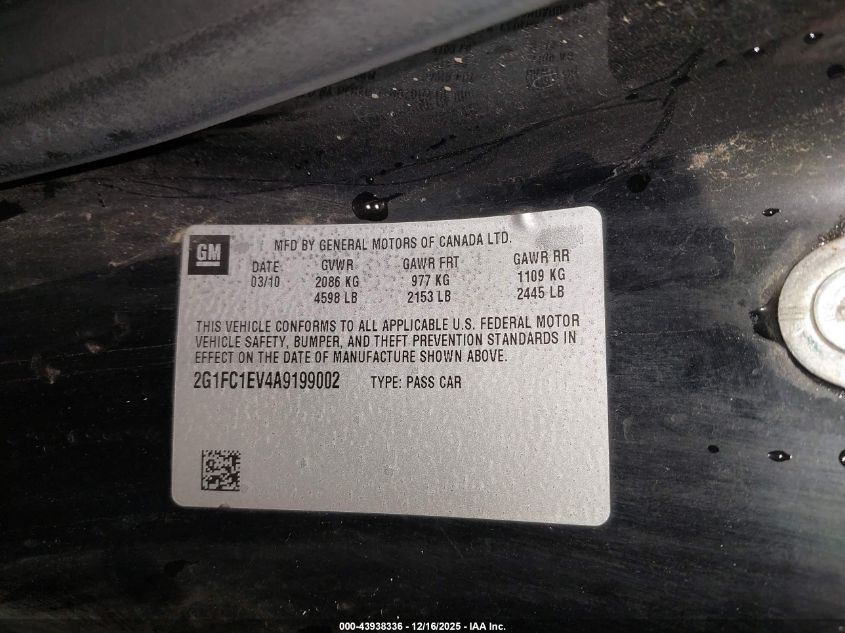 GM
MFD BY GENERAL MOTORS OF CANADA LTD.
DATE GVWR GAWR FRT GAWR RR
03/10 2086 KG 977 KG 1109 KG
4598 LB 2153 LB 2445 LB
THIS VEHICLE CONFORMS TO ALL APPLICABLE U.S. FEDERAL MOTOR
VEHICLE SAFETY, BUMPER, AND THEFT PREVENTION STANDARDS IN
EFFECT ON THE DATE OF MANUFACTURE SHOWN ABOVE.
2G1FC1EV4A9199002 TYPE: PASS CAR
000-43938336 - 12/16/2025 - IAA Inc.